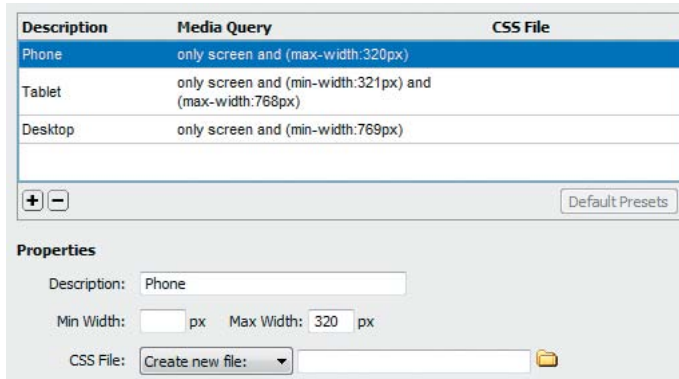 Description Media Query CSS File
Phone only screen and (max-width:320px)
Tablet only screen and (min-width:321px) and
(max-width:768px)
Desktop only screen and (min-width:769px)
Default Presets
Properties
Description: Phone
Min Width: px Max Width: 320 px
CSS File: Create new file: